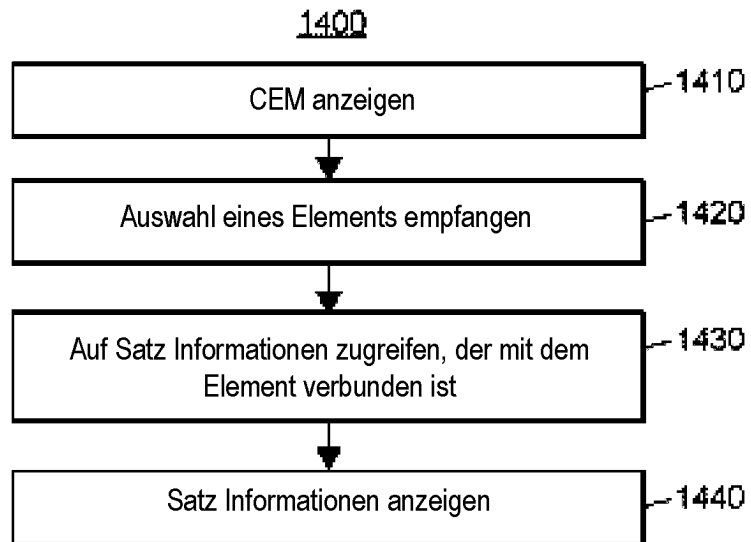 1400
CEM anzeigen
1410
Auswahl eines Elements empfangen
1420
Auf Satz Informationen zugreifen, der mit dem
Element verbunden ist
1430
Satz Informationen anzeigen
1440